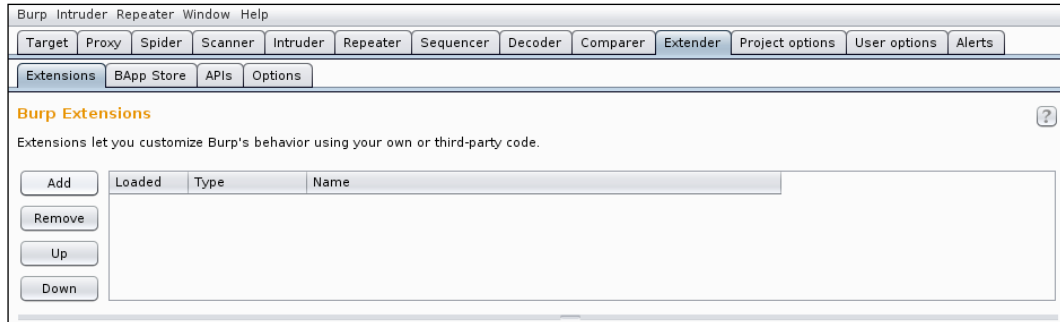 Burp Intruder Repeater Window Help
Target Proxy Spider Scanner Intruder Repeater Sequencer Decoder Comparer Extender Project options User options Alerts
Extensions BApp Store APIs Options
Burp Extensions
?
Extensions let you customize Burp's behavior using your own or third-party code.
Add Loaded Type Name
Remove
Up
Down